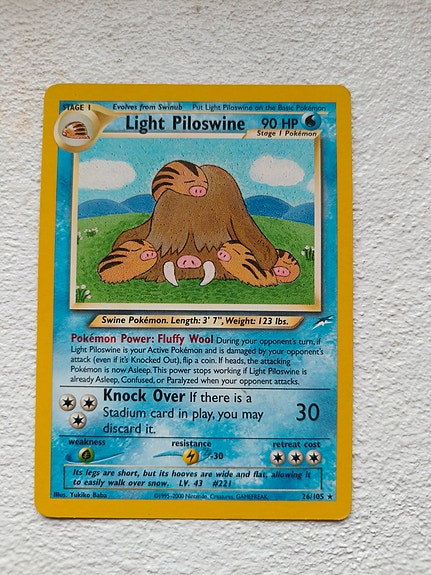 STAGE 1 Evolves from Swinub Put Light Piloswine on the Basic Pokémon
Light Piloswine 90 HP
Stage 1 Pokémon
Swine Pokémon. Length: 3' 7", Weight: 123 lbs.
Pokémon Power: Fluffy Wool During your opponent's turn, if
Light Piloswine is your Active Pokémon and is damaged by your opponent's
attack (even if it's Knocked Out), flip a coin. If heads, the attacking
Pokémon is now Asleep. This power stops working if Light Piloswine is
already Asleep, Confused, or Paralyzed when your opponent attacks.
Knock Over If there is a
Stadium card in play, you may 30
discard it.
weakness resistance retreat cost
-30
Its legs are short, but its hooves are wide and flat, allowing it
to easily walk over snow. LV. 43 #221
Illus. Yukiko Baba ©1995-2000 Nintendo, Creatures, GAMEFREAK. 26/105 ★